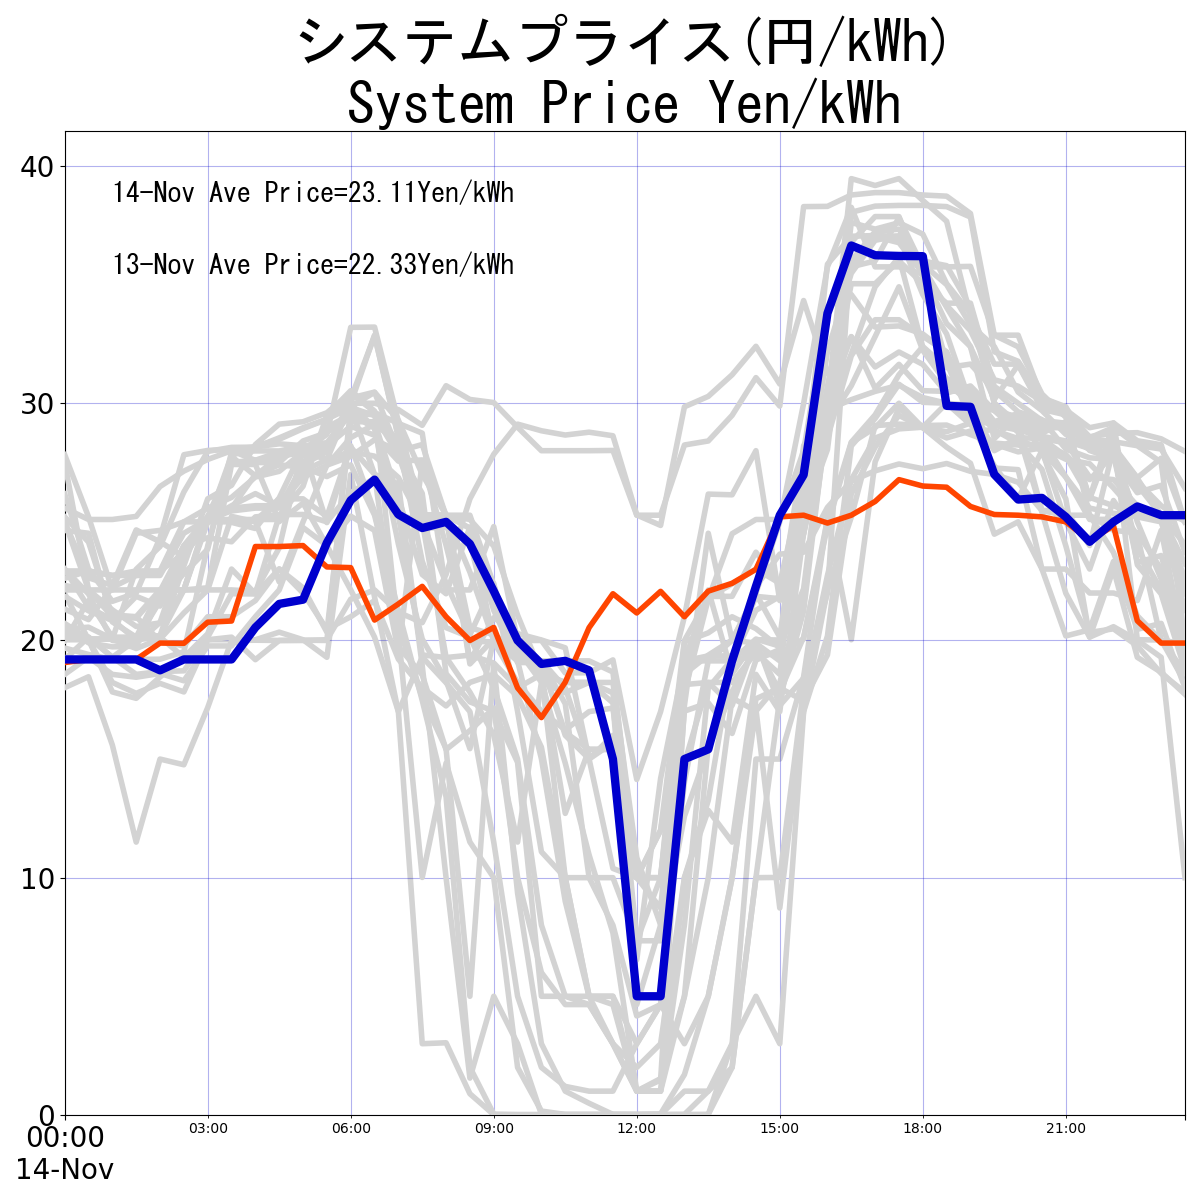 システムプライス(円/kWh)
System Price Yen/kWh
40
14-Nov Ave Price=23.11Yen/kWh
13-Nov Ave Price=22.33Yen/kWh
30
20
10
0
00:00 03:00 06:00 09:00 12:00 15:00 18:00 21:00
14-Nov